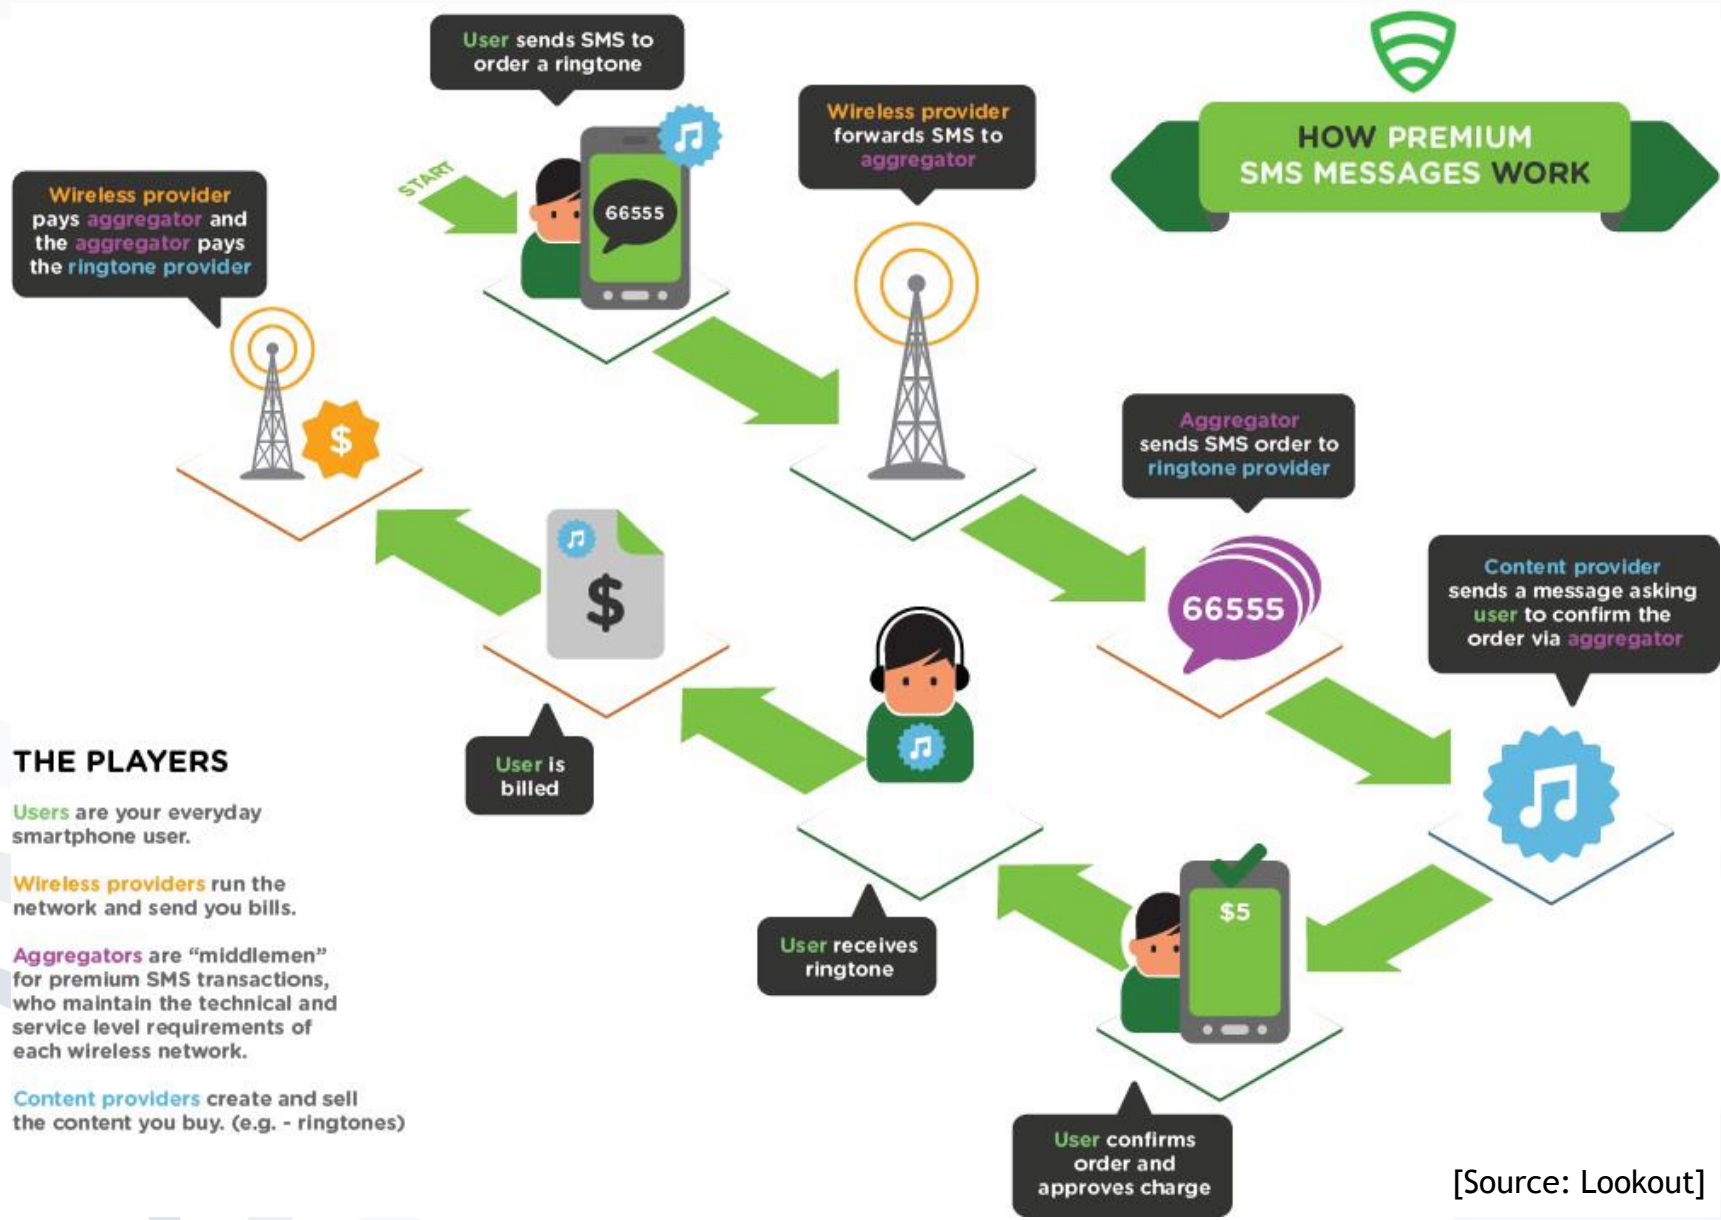 HOW PREMIUM
SMS MESSAGES WORK
START
User sends SMS to
order a ringtone
66555
Wireless provider
forwards SMS to
aggregator
Aggregator
sends SMS order to
ringtone provider
66555
Content provider
sends a message asking
user to confirm the
order via aggregator
$5
User confirms
order and
approves charge
User receives
ringtone
$
User is
billed
Wireless provider
pays aggregator and
the aggregator pays
the ringtone provider
$
THE PLAYERS
Users are your everyday
smartphone user.
Wireless providers run the
network and send you bills.
Aggregators are “middlemen”
for premium SMS transactions,
who maintain the technical and
service level requirements of
each wireless network.
Content providers create and sell
the content you buy. (e.g. - ringtones)
[Source: Lookout]